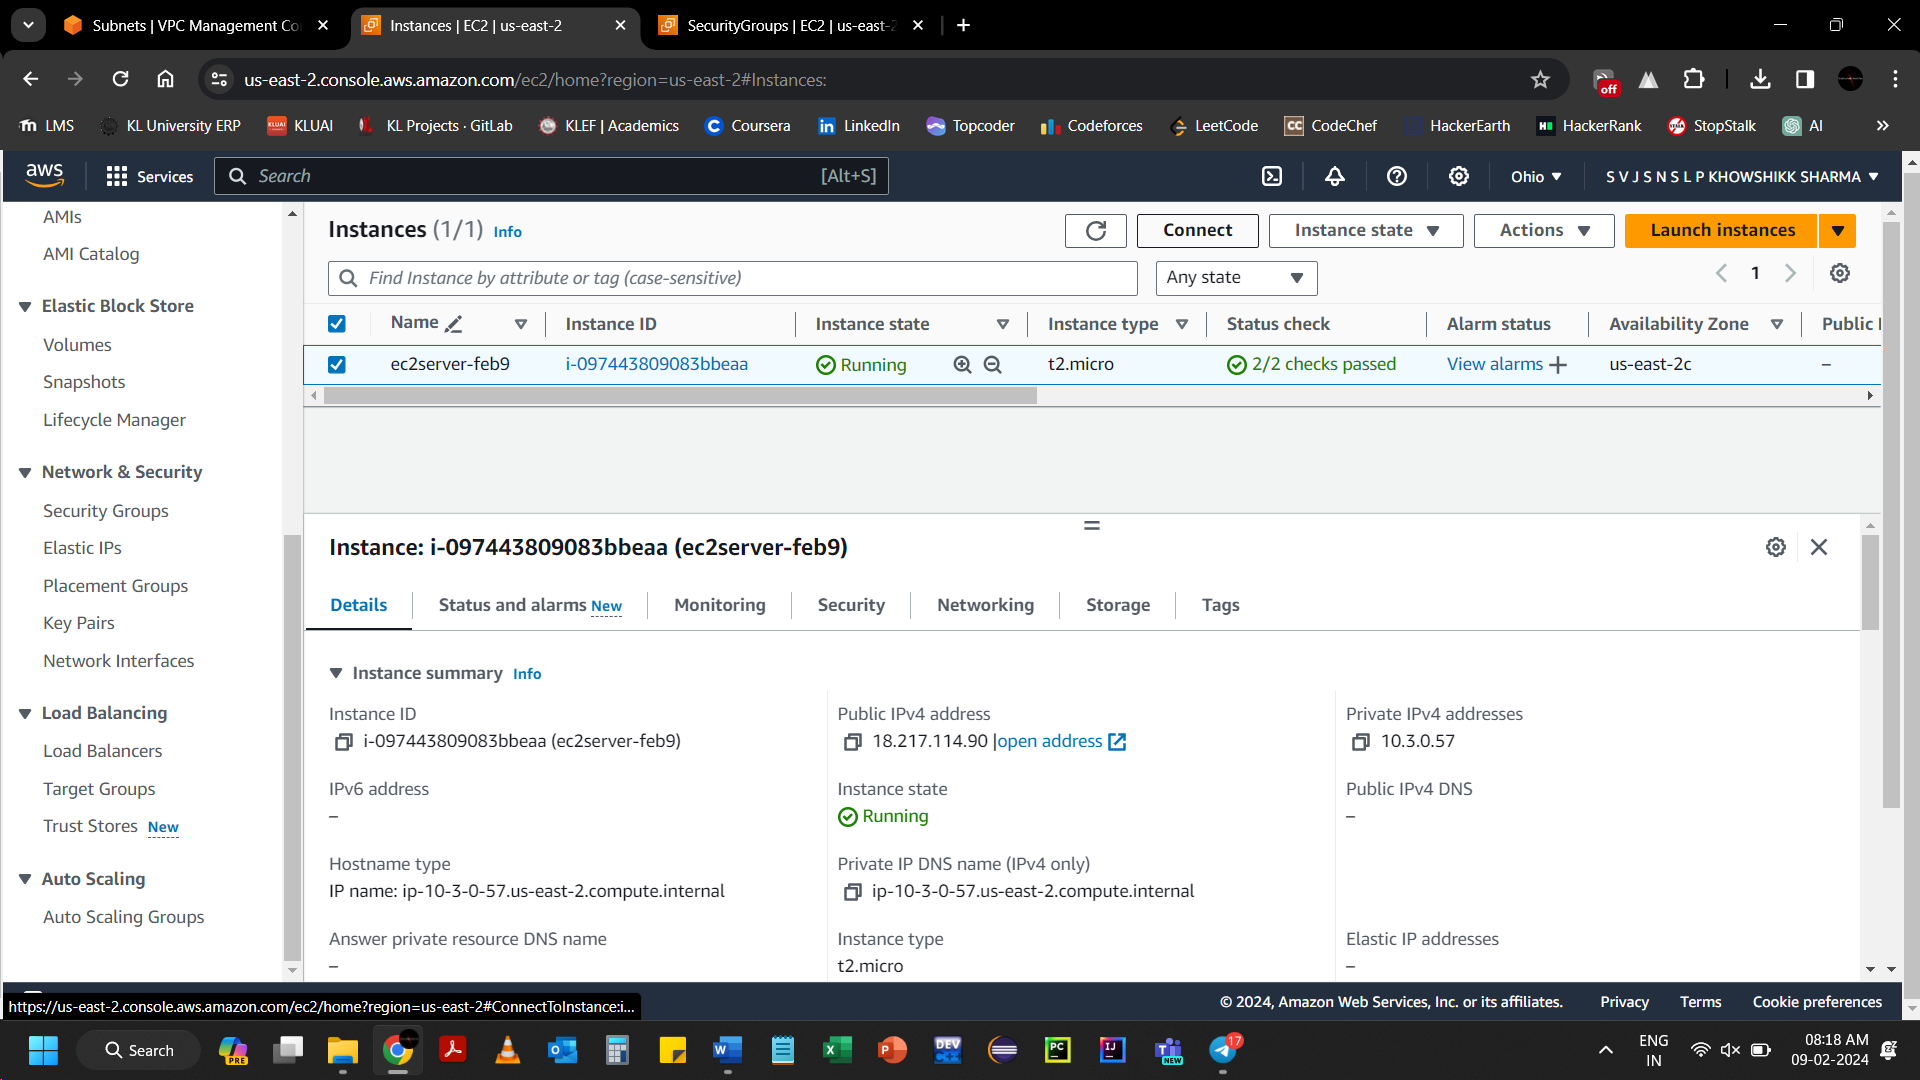 Subnets | VPC Management Co
Instances | EC2 | us-east-2
SecurityGroups | EC2 | us-east-2
us-east-2.console.aws.amazon.com/ec2/home?region=us-east-2#Instances:
off
LMS
KL University ERP
KLUAI
KL Projects · GitLab
KLEF | Academics
Coursera
LinkedIn
Topcoder
Codeforces
LeetCode
CodeChef
HackerEarth
HackerRank
StopStalk
AI
aws
Services
Search
[Alt+S]
Ohio
S V J S N S L P KHOWSHIKK SHARMA
AMIs
AMI Catalog
Elastic Block Store
Volumes
Snapshots
Lifecycle Manager
Network & Security
Security Groups
Elastic IPs
Placement Groups
Key Pairs
Network Interfaces
Load Balancing
Load Balancers
Target Groups
Trust Stores New
Auto Scaling
Auto Scaling Groups
Instances (1/1) Info
Connect
Instance state
Actions
Launch instances
Find Instance by attribute or tag (case-sensitive)
Any state
1
Name
Instance ID
Instance state
Instance type
Status check
Alarm status
Availability Zone
Public I
ec2server-feb9
i-097443809083bbeaa
Running
t2.micro
2/2 checks passed
View alarms +
us-east-2c
–
Instance: i-097443809083bbeaa (ec2server-feb9)
Details
Status and alarms New
Monitoring
Security
Networking
Storage
Tags
Instance summary Info
Instance ID
i-097443809083bbeaa (ec2server-feb9)
Public IPv4 address
18.217.114.90 |open address
Private IPv4 addresses
10.3.0.57
IPv6 address
–
Instance state
Running
Public IPv4 DNS
–
Hostname type
IP name: ip-10-3-0-57.us-east-2.compute.internal
Private IP DNS name (IPv4 only)
ip-10-3-0-57.us-east-2.compute.internal
Answer private resource DNS name
–
Instance type
t2.micro
Elastic IP addresses
–
https://us-east-2.console.aws.amazon.com/ec2/home?region=us-east-2#ConnectToInstance:i...
© 2024, Amazon Web Services, Inc. or its affiliates.
Privacy
Terms
Cookie preferences
Search
PRE
DEV
PC
IJ
NEW
17
ENG
IN
08:18 AM
09-02-2024